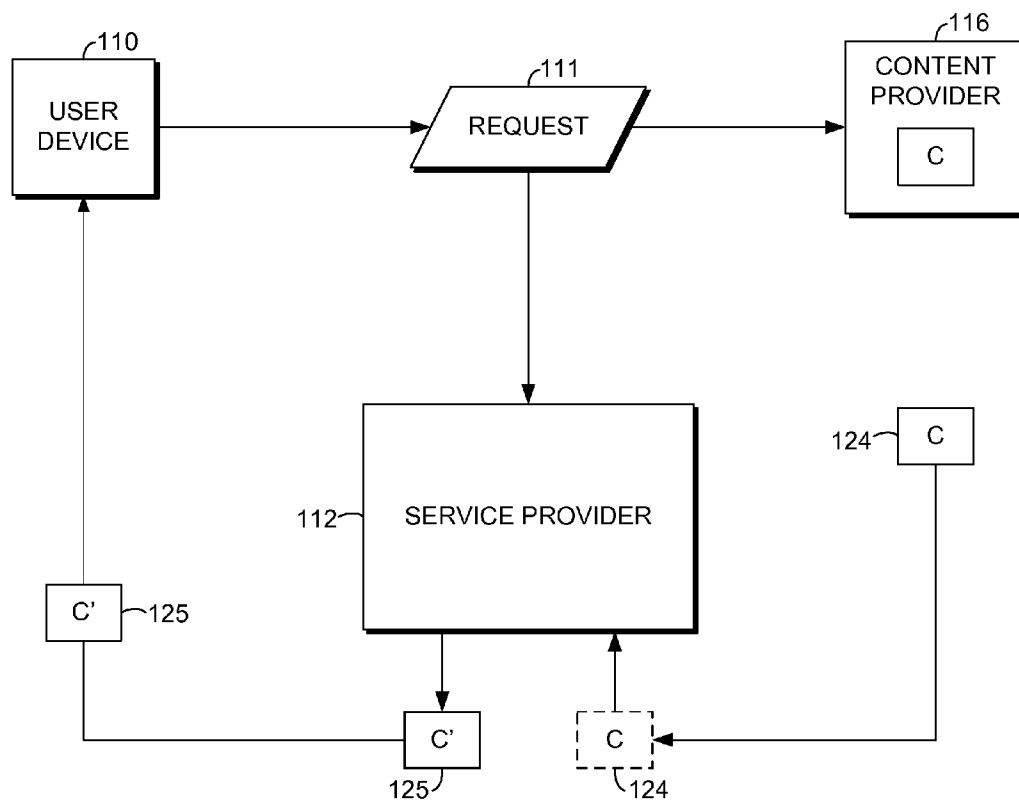 110
USER
DEVICE
111
REQUEST
116
CONTENT
PROVIDER
C
124
C
112
SERVICE PROVIDER
C'
125
C'
125
C
124